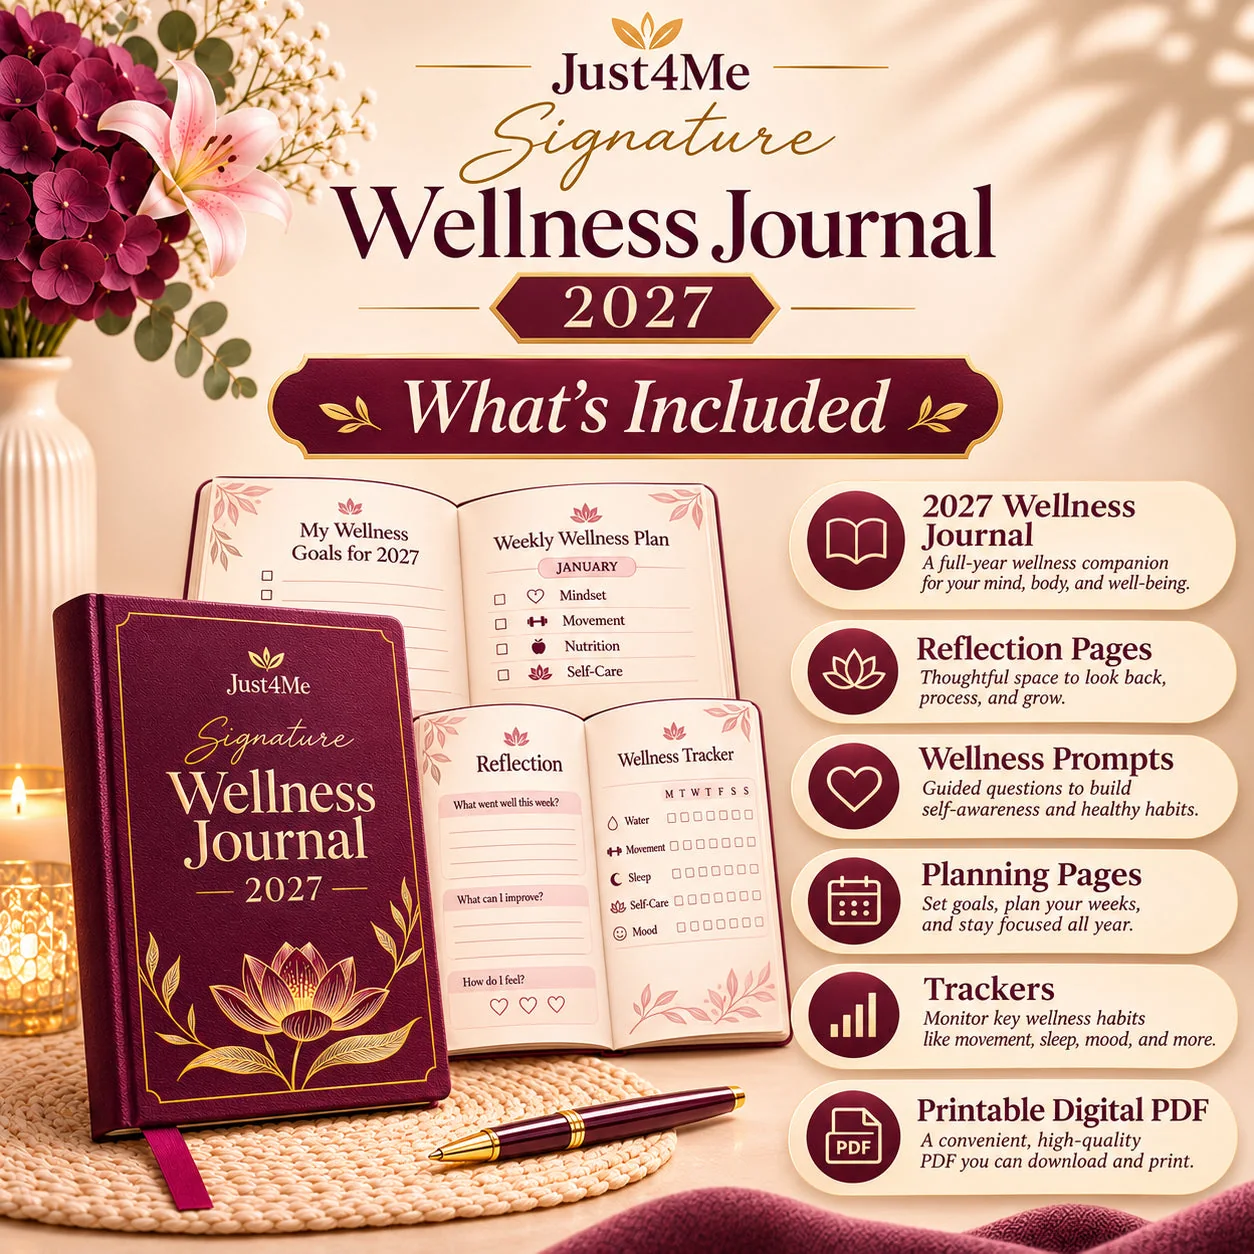 Just4Me
Signature
Wellness Journal
2027
What's Included
My Wellness
Goals for 2027
Weekly Wellness Plan
JANUARY
Mindset
Movement
Nutrition
Self-Care
Just4Me
Signature
Wellness
Journal
2027
Reflection
What went well this week?
What can I improve?
How do I feel?
Wellness Tracker
M T W T F S S
Water
Movement
Sleep
Self-Care
Mood
2027 Wellness
Journal
A full-year wellness companion
for your mind, body, and well-being.
Reflection Pages
Thoughtful space to look back,
process, and grow.
Wellness Prompts
Guided questions to build
self-awareness and healthy habits.
Planning Pages
Set goals, plan your weeks,
and stay focused all year.
Trackers
Monitor key wellness habits
like movement, sleep, mood, and more.
PDF
Printable Digital PDF
A convenient, high-quality
PDF you can download and print.